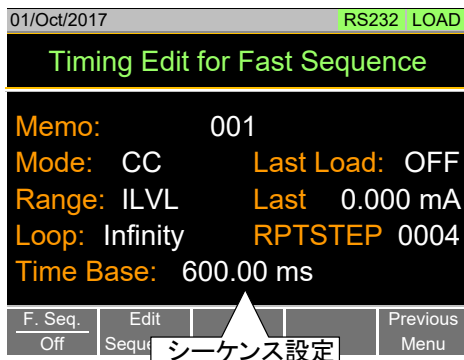 01/Oct/2017 RS232 LOAD
Timing Edit for Fast Sequence
Memo: 001
Mode: CC Last Load: OFF
Range: ILVL Last 0.000 mA
Loop: Infinity RPTSTEP 0004
Time Base: 600.00 ms
F. Seq. Edit Previous
Off Seque Menu
シーケンス設定